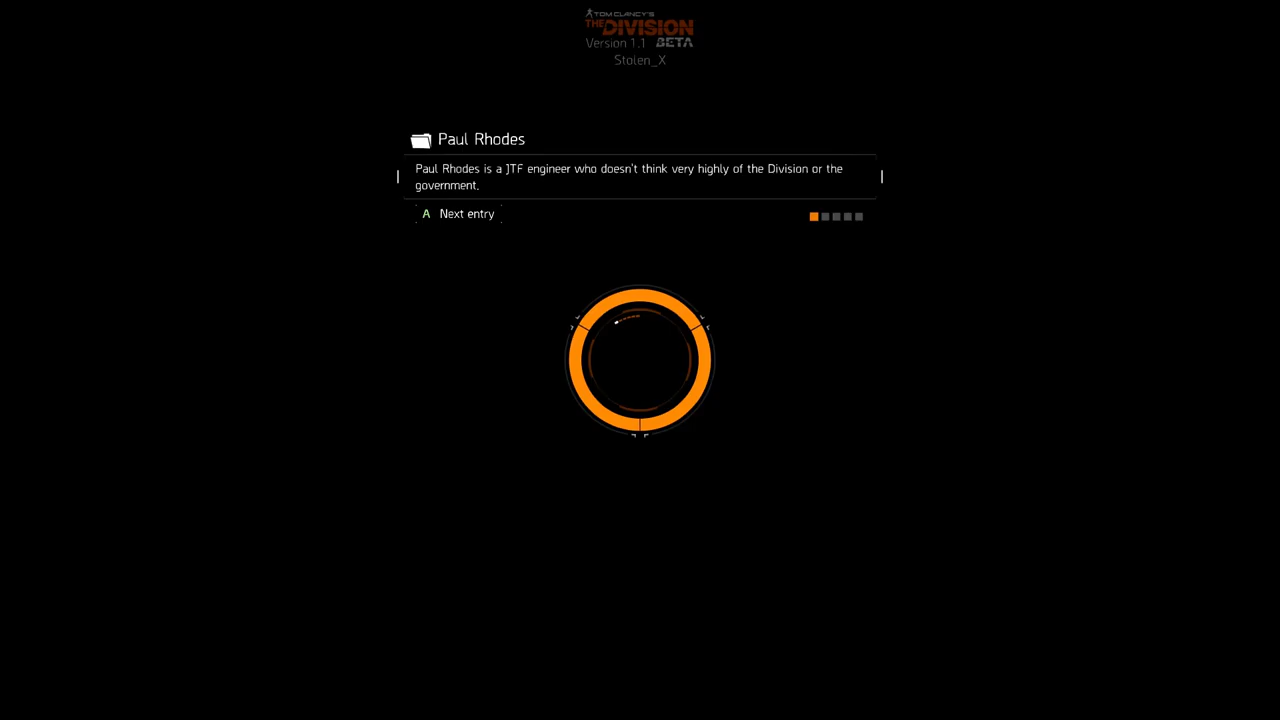 TOM CLANCY'S
THE DIVISION
Version 1.1 BETA
Stolen_X
Paul Rhodes
Paul Rhodes is a JTF engineer who doesn't think very highly of the Division or the
government.
A Next entry